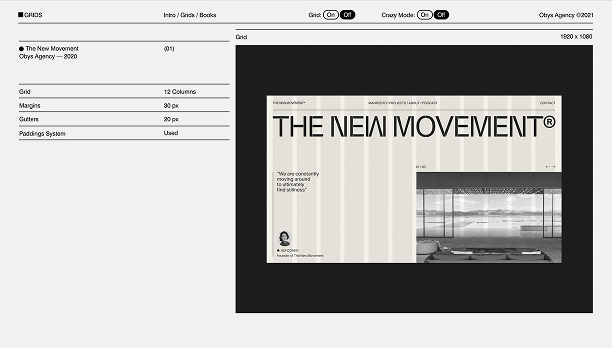 GRIDS
Intro / Grids / Books
Grid: On Off
Crazy Mode: On Off
Obys Agency ©2021
The New Movement (01)
Obys Agency — 2020
Grid 12 Columns
Margins 30 px
Gutters 20 px
Paddings System Used
Grid 1920 x 1080
THE NEW MOVEMENT®
MANIFESTO / PROJECTS / ABOUT / PODCAST
CONTACT
THE NEW MOVEMENT®
01 / 03
"We are constantly
moving around
to ultimately
find stillness"
Founder of The New Movement